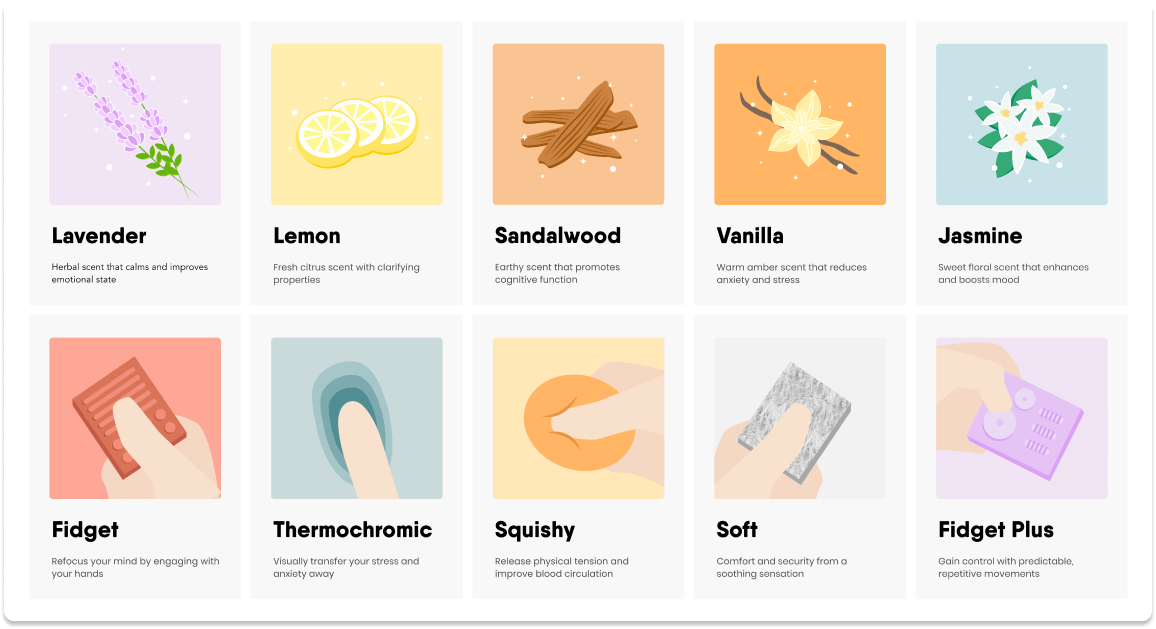 Lavender
Herbal scent that calms and improves
emotional state
Lemon
Fresh citrus scent with clarifying
properties
Sandalwood
Earthy scent that promotes
cognitive function
Vanilla
Warm amber scent that reduces
anxiety and stress
Jasmine
Sweet floral scent that enhances
and boosts mood
Fidget
Refocus your mind by engaging with
your hands
Thermochromic
Visually transfer your stress and
anxiety away
Squishy
Release physical tension and
improve blood circulation
Soft
Comfort and security from a
soothing sensation
Fidget Plus
Gain control with predictable,
repetitive movements